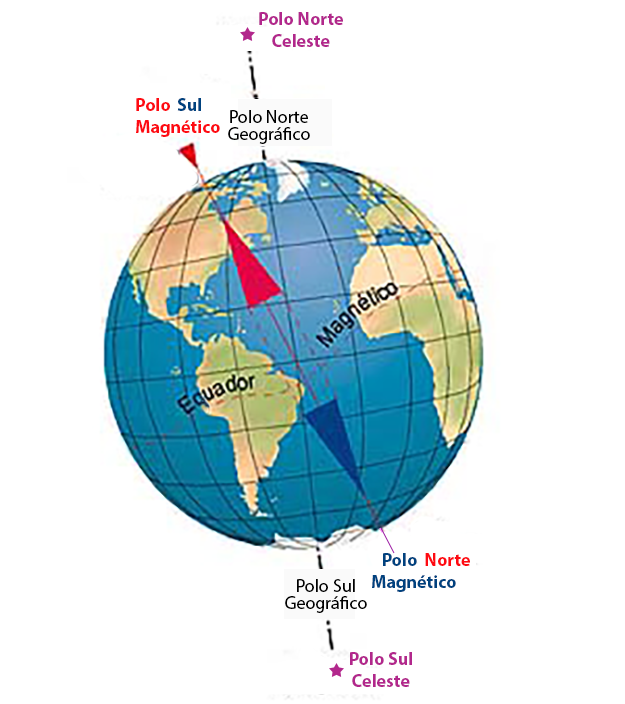 Polo Norte
Celeste
Polo Sul
Magnético
Polo Norte
Geográfico
Magnético
Equador
Polo Norte
Magnético
Polo Sul
Geográfico
Polo Sul
Celeste